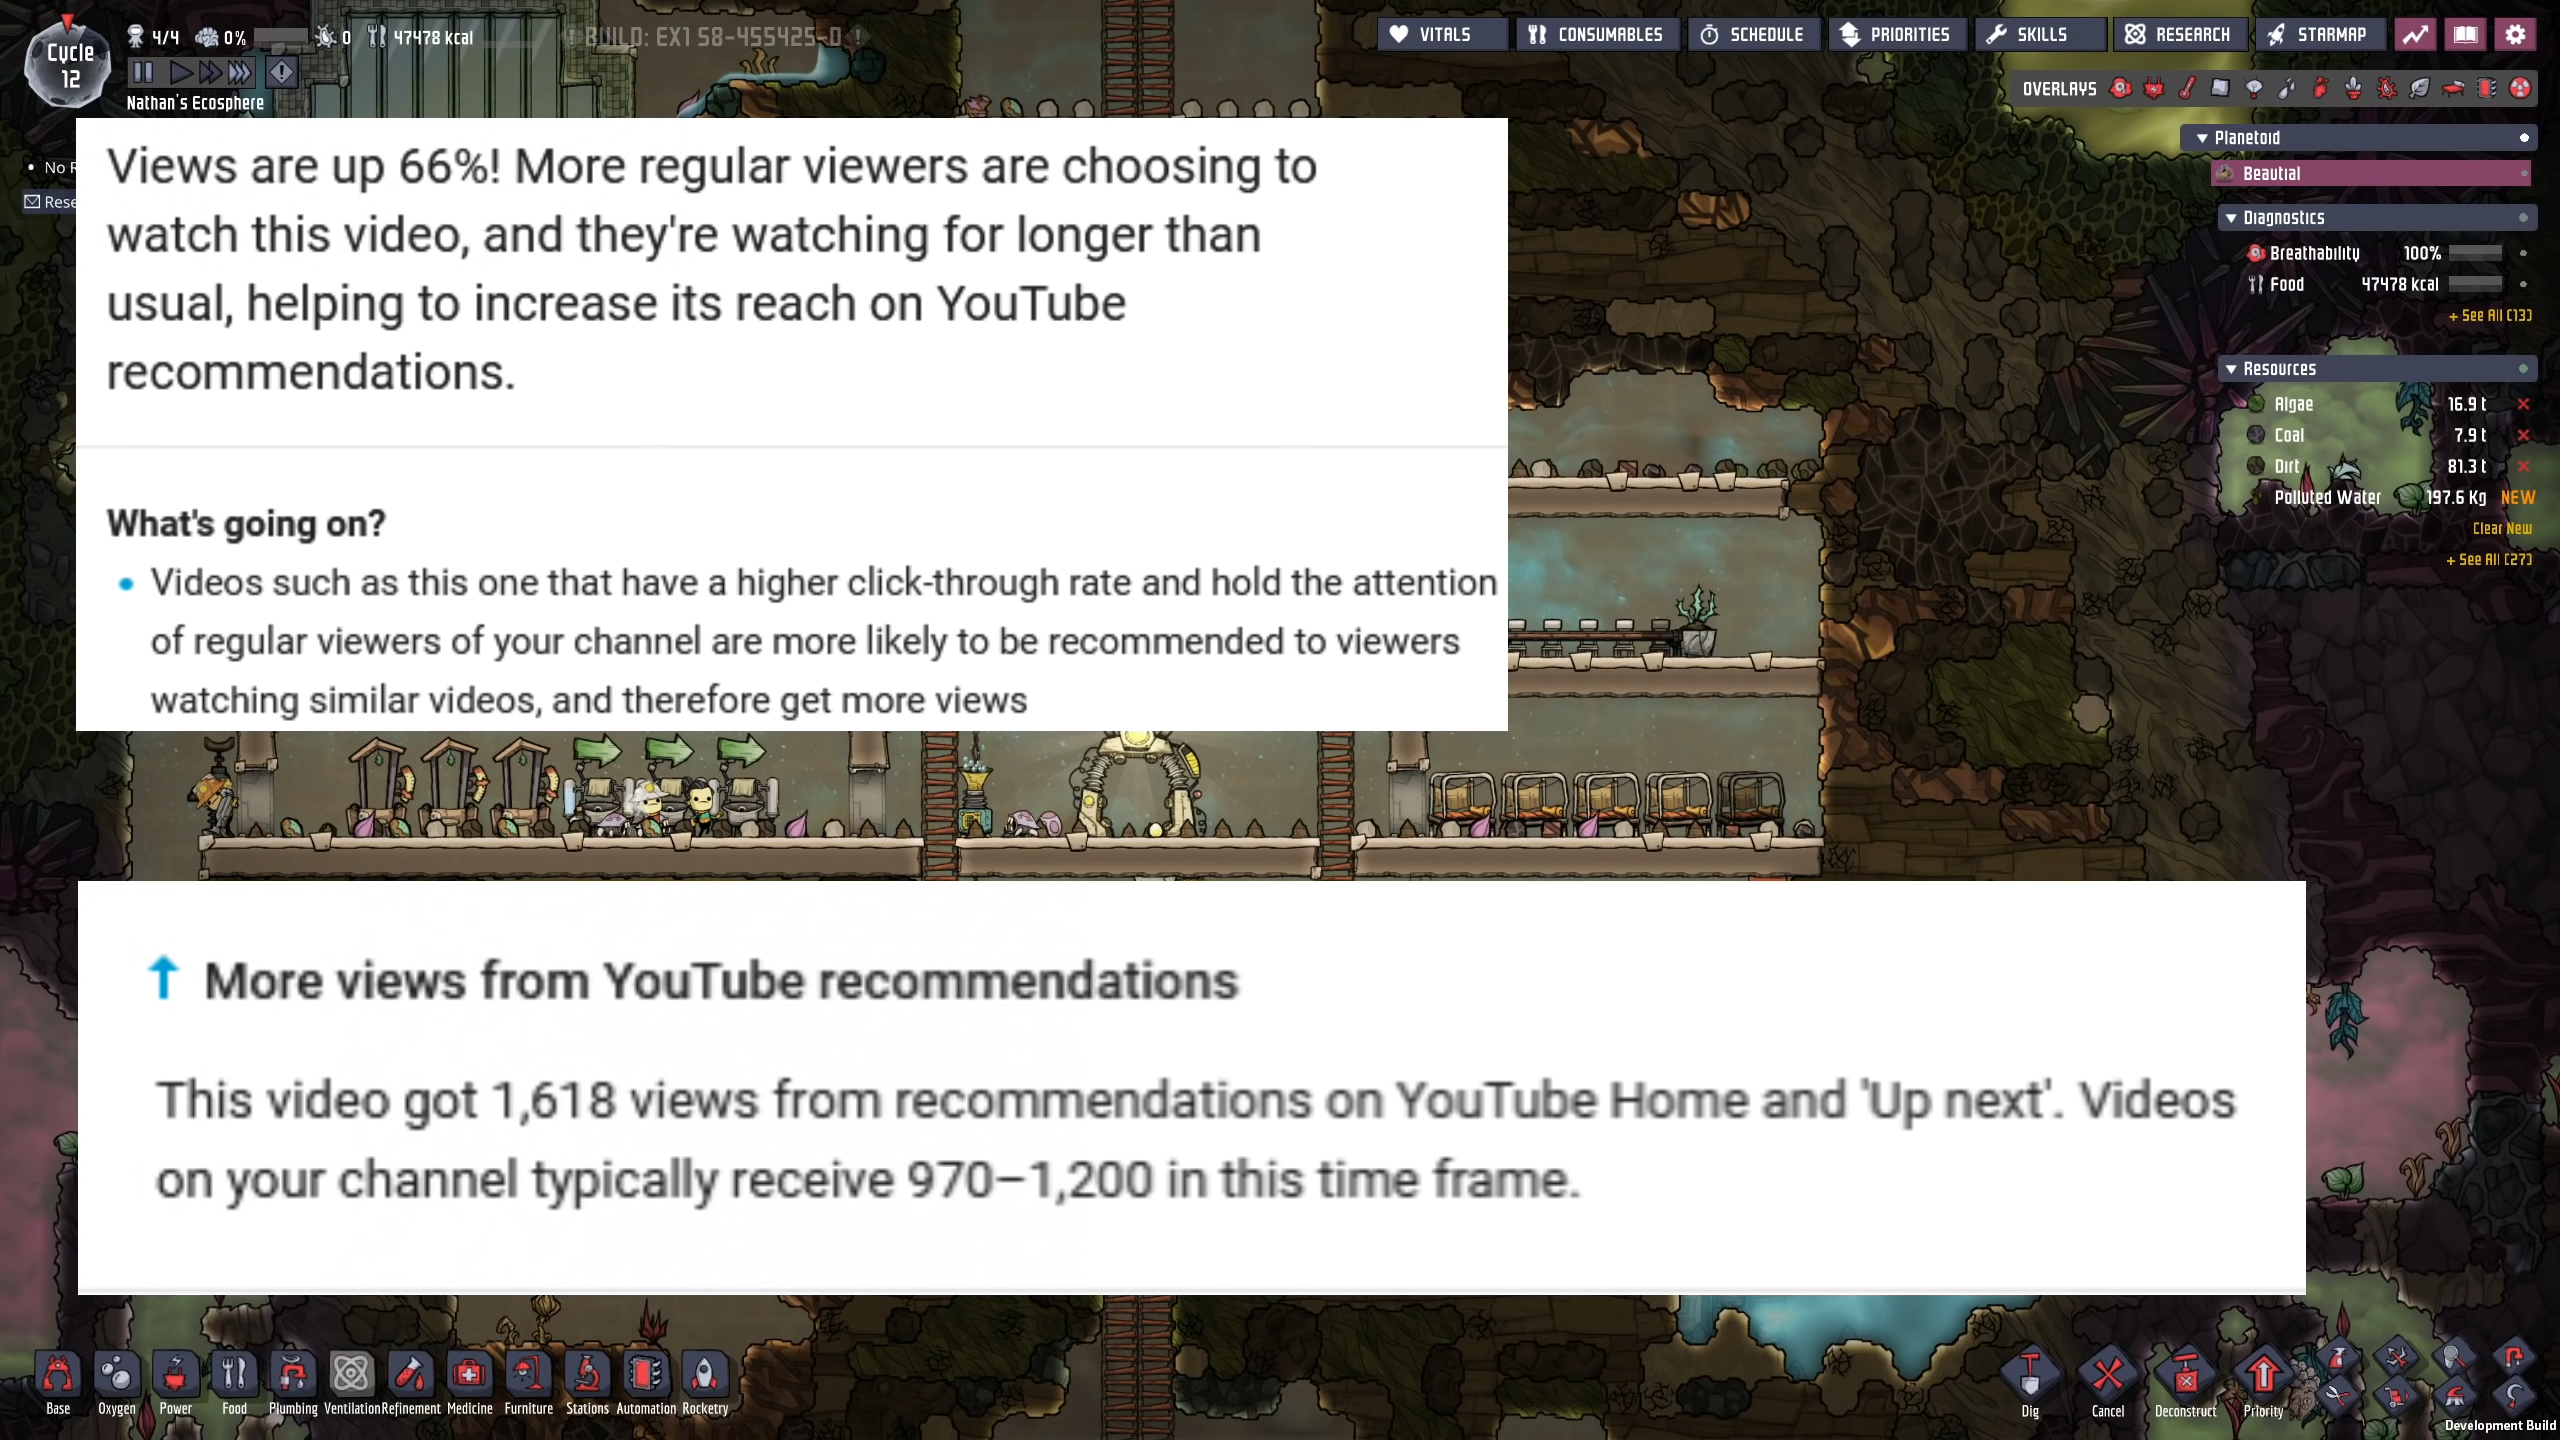 Cycle
12
4/4 0% 0 47478 kcal
BUILD: EX1 S8-455425-D
Nathan's Ecosphere
VITALS CONSUMABLES SCHEDULE PRIORITIES SKILLS RESEARCH STARMAP
OVERLAYS
Planetoid
Beautial
Diagnostics
Breathability 100%
Food 47478 kcal
+ See All (13)
Resources
Algae 16.9 t
Coal 7.9 t
Dirt 81.3 t
Polluted Water 197.6 Kg NEW
Clear New
+ See All (27)
Views are up 66%! More regular viewers are choosing to
watch this video, and they're watching for longer than
usual, helping to increase its reach on YouTube
recommendations.
What's going on?
• Videos such as this one that have a higher click-through rate and hold the attention
of regular viewers of your channel are more likely to be recommended to viewers
watching similar videos, and therefore get more views
More views from YouTube recommendations
This video got 1,618 views from recommendations on YouTube Home and 'Up next'. Videos
on your channel typically receive 970–1,200 in this time frame.
Base Oxygen Power Food Plumbing Ventilation Refinement Medicine Furniture Stations Automation Rocketry
Dig Cancel Deconstruct Priority
Development Build